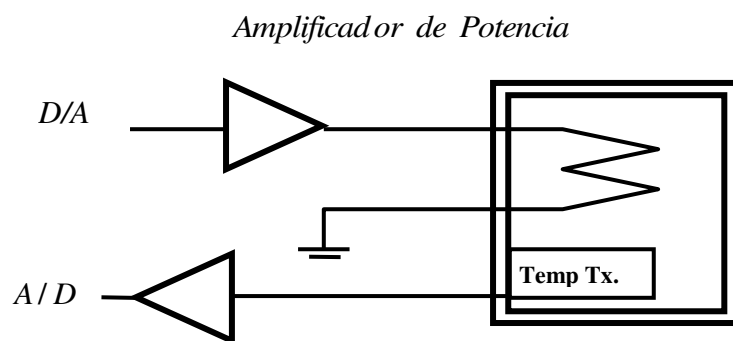 Amplificador de Potencia
D/A
Temp Tx.
A / D